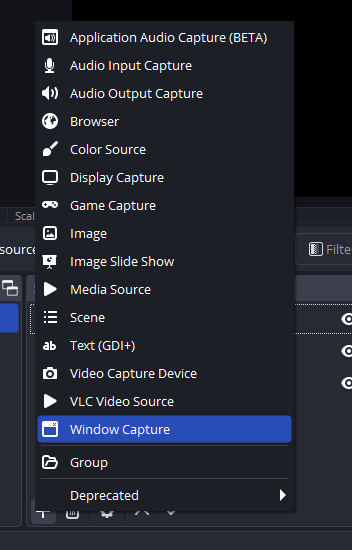 Application Audio Capture (BETA)
Audio Input Capture
Audio Output Capture
Browser
Color Source
Display Capture
Game Capture
Scal
Image
source
Filte
Image Slide Show
Media Source
Scene
ab Text (GDI+)
Video Capture Device
VLC Video Source
Window Capture
Group
Deprecated